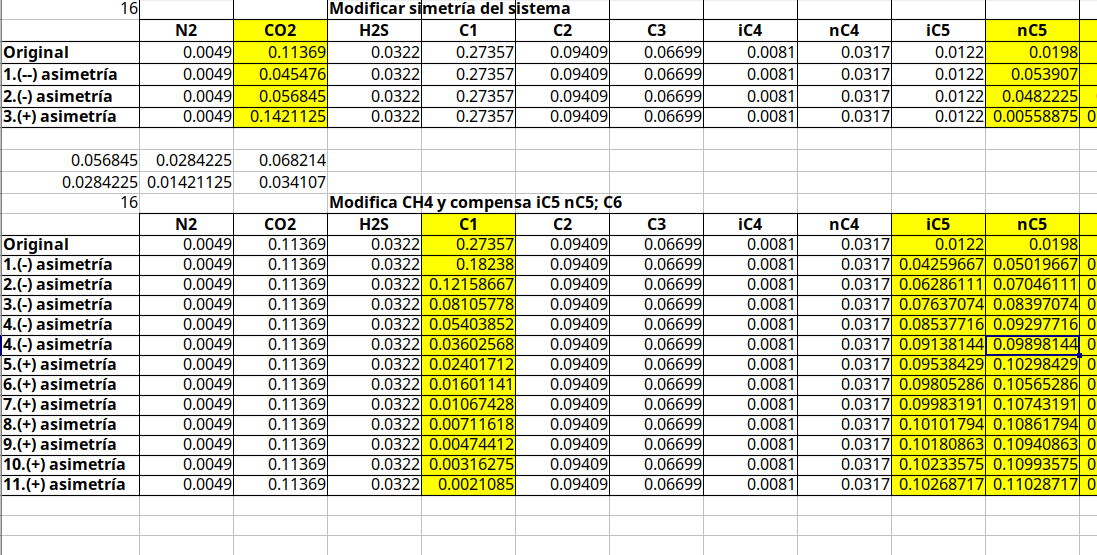 16 Modificar simetría del sistema
N2 CO2 H2S C1 C2 C3 iC4 nC4 iC5 nC5
Original 0.0049 0.11369 0.0322 0.27357 0.09409 0.06699 0.0081 0.0317 0.0122 0.0198
1.(--) asimetría 0.0049 0.045476 0.0322 0.27357 0.09409 0.06699 0.0081 0.0317 0.0122 0.053907
2.(-) asimetría 0.0049 0.056845 0.0322 0.27357 0.09409 0.06699 0.0081 0.0317 0.0122 0.0482225
3.(+) asimetría 0.0049 0.1421125 0.0322 0.27357 0.09409 0.06699 0.0081 0.0317 0.0122 0.00558875 0
0.056845 0.0284225 0.068214
0.0284225 0.01421125 0.034107
16 Modifica CH4 y compensa iC5 nC5; C6
N2 CO2 H2S C1 C2 C3 iC4 nC4 iC5 nC5
Original 0.0049 0.11369 0.0322 0.27357 0.09409 0.06699 0.0081 0.0317 0.0122 0.0198
1.(-) asimetría 0.0049 0.11369 0.0322 0.18238 0.09409 0.06699 0.0081 0.0317 0.04259667 0.05019667 0
2.(-) asimetría 0.0049 0.11369 0.0322 0.12158667 0.09409 0.06699 0.0081 0.0317 0.06286111 0.07046111 0
3.(-) asimetría 0.0049 0.11369 0.0322 0.08105778 0.09409 0.06699 0.0081 0.0317 0.07637074 0.08397074 0
4.(-) asimetría 0.0049 0.11369 0.0322 0.05403852 0.09409 0.06699 0.0081 0.0317 0.08537716 0.09297716 0
4.(-) asimetría 0.0049 0.11369 0.0322 0.03602568 0.09409 0.06699 0.0081 0.0317 0.09138144 0.09898144 0
5.(+) asimetría 0.0049 0.11369 0.0322 0.02401712 0.09409 0.06699 0.0081 0.0317 0.09538429 0.10298429 0
6.(+) asimetría 0.0049 0.11369 0.0322 0.01601141 0.09409 0.06699 0.0081 0.0317 0.09805286 0.10565286 0
7.(+) asimetría 0.0049 0.11369 0.0322 0.01067428 0.09409 0.06699 0.0081 0.0317 0.09983191 0.10743191 0
8.(+) asimetría 0.0049 0.11369 0.0322 0.00711618 0.09409 0.06699 0.0081 0.0317 0.10101794 0.10861794 0
9.(+) asimetría 0.0049 0.11369 0.0322 0.00474412 0.09409 0.06699 0.0081 0.0317 0.10180863 0.10940863 0
10.(+) asimetría 0.0049 0.11369 0.0322 0.00316275 0.09409 0.06699 0.0081 0.0317 0.10233575 0.10993575 0
11.(+) asimetría 0.0049 0.11369 0.0322 0.0021085 0.09409 0.06699 0.0081 0.0317 0.10268717 0.11028717 0